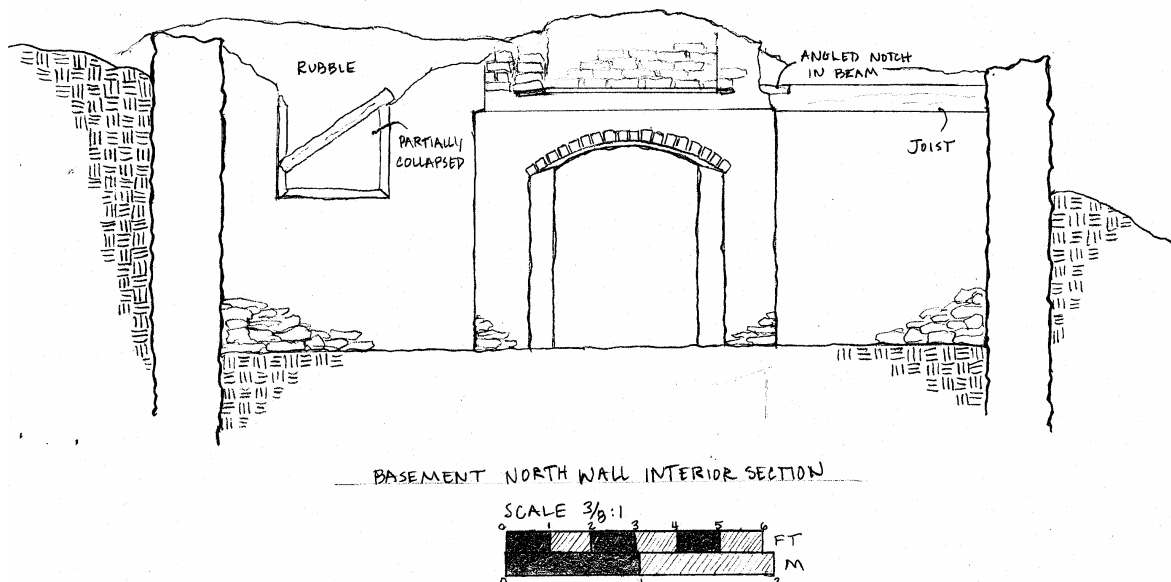 RUBBLE
ANGLED NOTCH
IN BEAM
PARTIALLY
COLLAPSED
JOIST
BASEMENT NORTH WALL INTERIOR SECTION
SCALE 3/8:1
0 1 2 3 4 5 6
FT
M
0 1 2